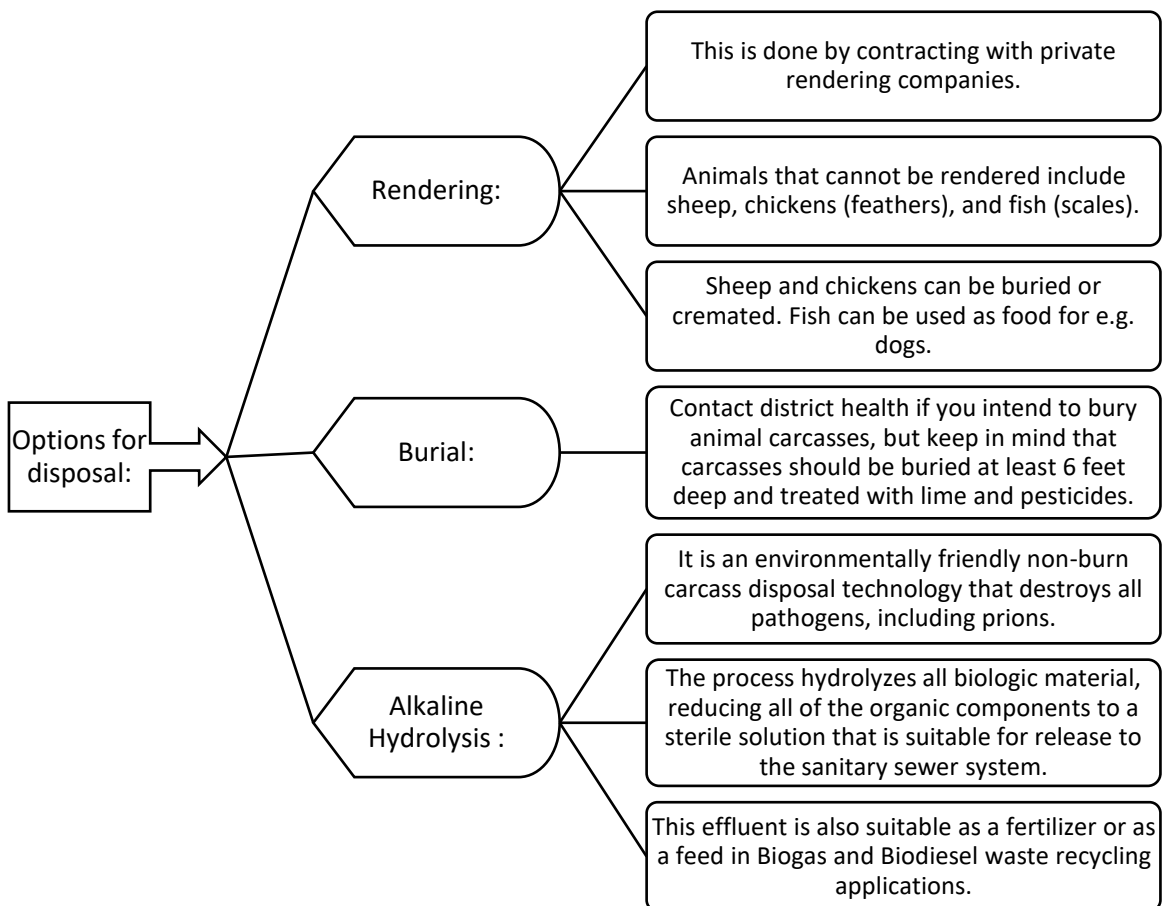 Options for
disposal:
Rendering:
This is done by contracting with private
rendering companies.
Animals that cannot be rendered include
sheep, chickens (feathers), and fish (scales).
Sheep and chickens can be buried or
cremated. Fish can be used as food for e.g.
dogs.
Burial:
Contact district health if you intend to bury
animal carcasses, but keep in mind that
carcasses should be buried at least 6 feet
deep and treated with lime and pesticides.
Alkaline
Hydrolysis :
It is an environmentally friendly non-burn
carcass disposal technology that destroys all
pathogens, including prions.
The process hydrolyzes all biologic material,
reducing all of the organic components to a
sterile solution that is suitable for release to
the sanitary sewer system.
This effluent is also suitable as a fertilizer or as
a feed in Biogas and Biodiesel waste recycling
applications.